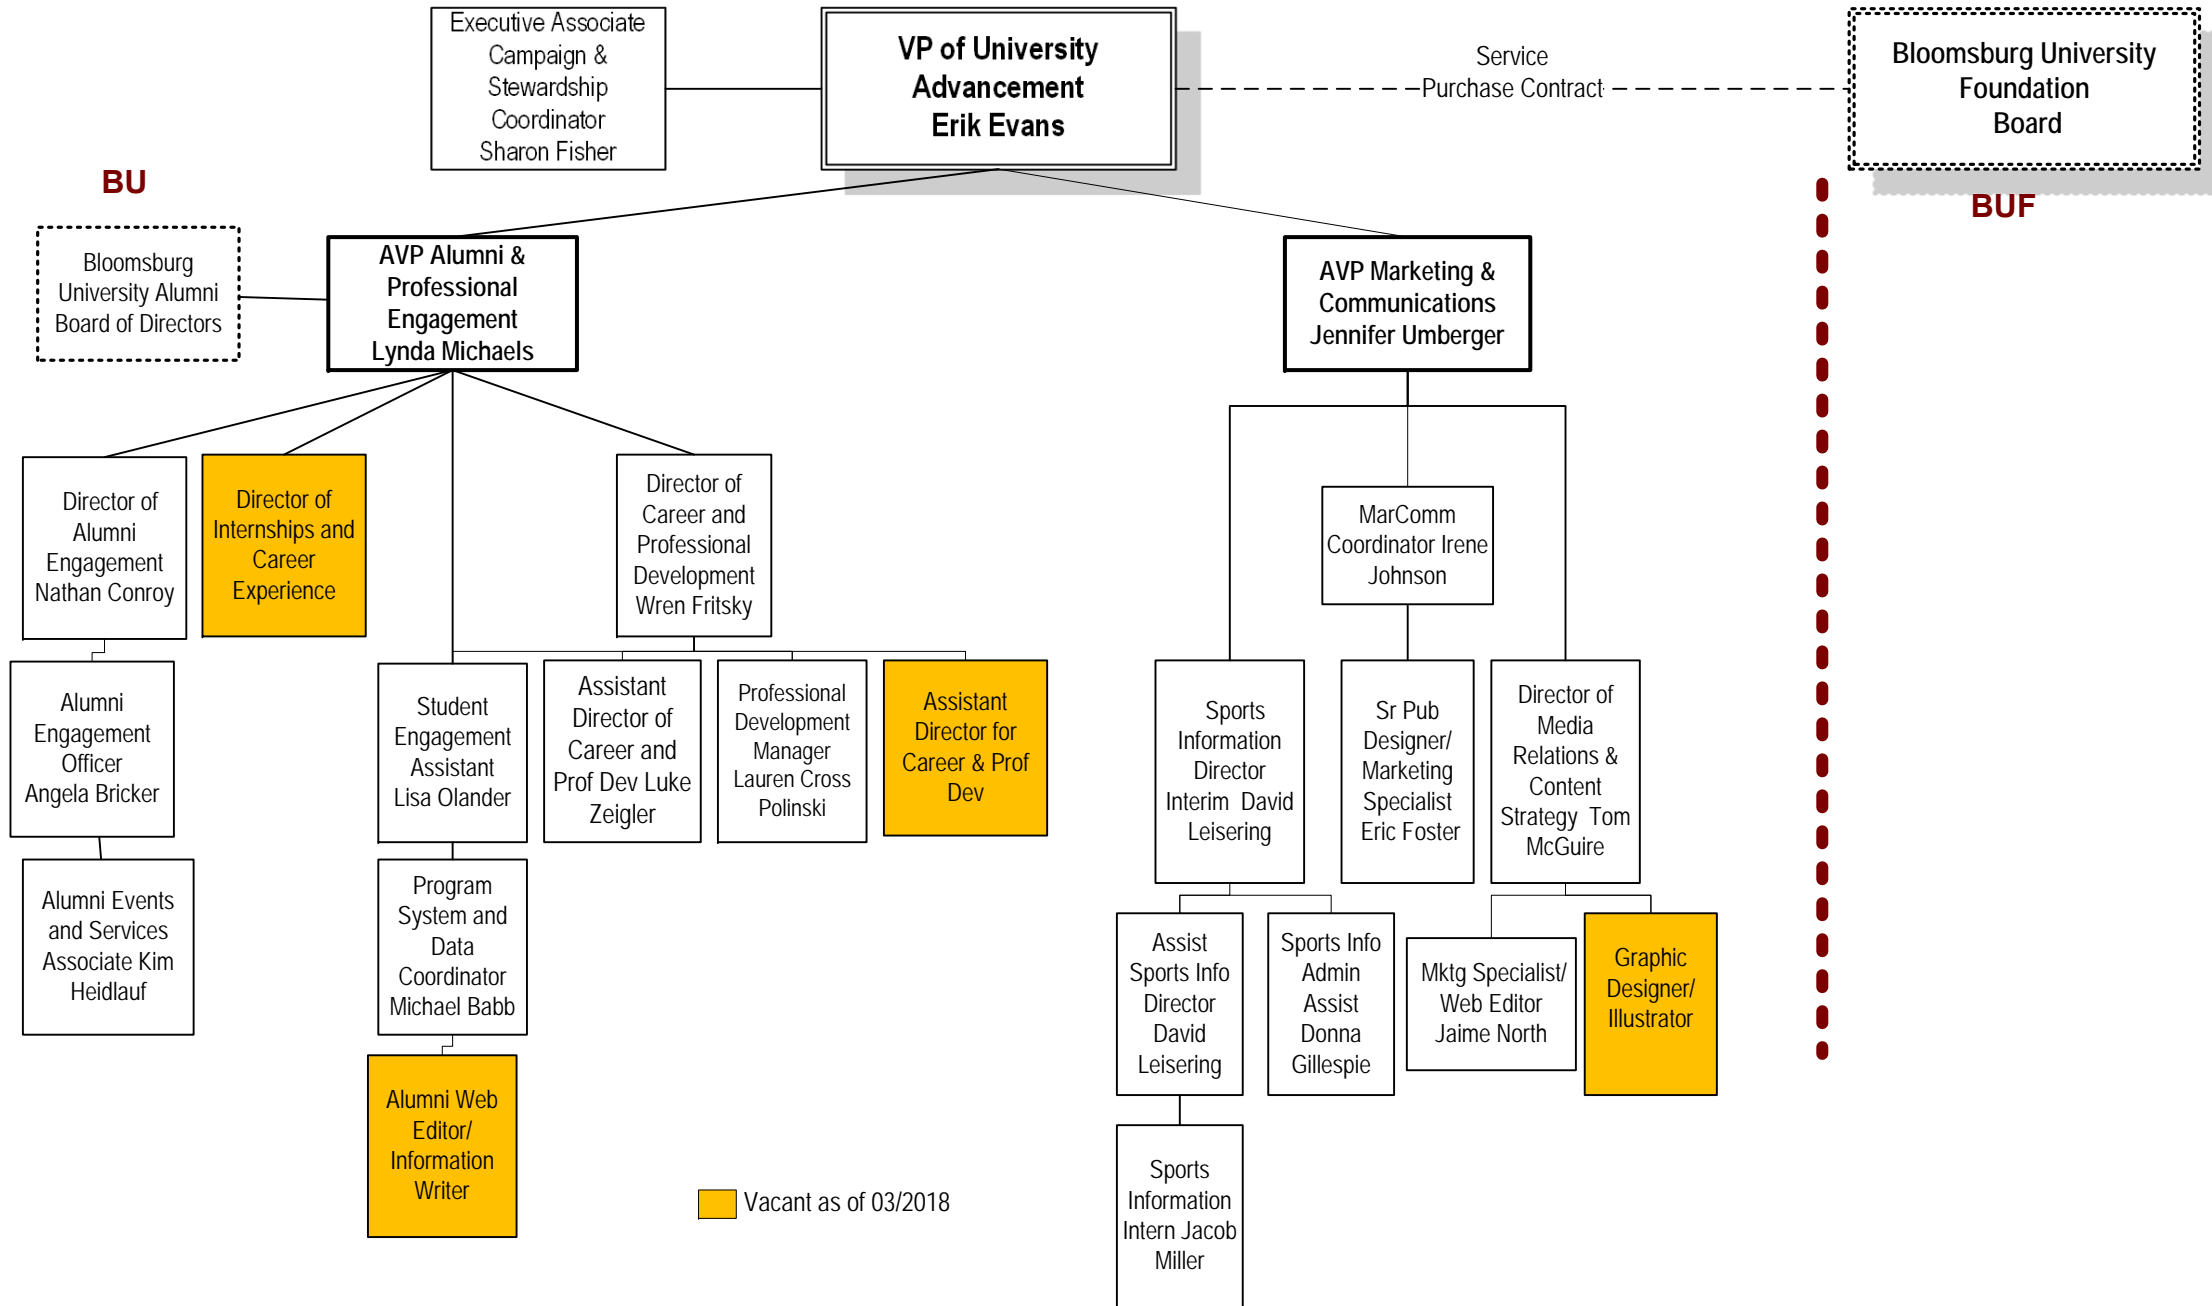 Executive Associate
Campaign &
Stewardship
Coordinator
Sharon Fisher
VP of University
Advancement
Erik Evans
Service
Purchase Contract
Bloomsburg University
Foundation
Board
BU
BUF
Bloomsburg
University Alumni
Board of Directors
AVP Alumni &
Professional
Engagement
Lynda Michaels
AVP Marketing &
Communications
Jennifer Umberger
Director of
Alumni
Engagement
Nathan Conroy
Director of
Internships and
Career
Experience
Director of
Career and
Professional
Development
Wren Fritsky
MarComm
Coordinator Irene
Johnson
Alumni
Engagement
Officer
Angela Bricker
Student
Engagement
Assistant
Lisa Olander
Assistant
Director of
Career and
Prof Dev Luke
Zeigler
Professional
Development
Manager
Lauren Cross
Polinski
Assistant
Director for
Career & Prof
Dev
Sports
Information
Director
Interim David
Leisering
Sr Pub
Designer/
Marketing
Specialist
Eric Foster
Director of
Media
Relations &
Content
Strategy Tom
McGuire
Alumni Events
and Services
Associate Kim
Heidlauf
Program
System and
Data
Coordinator
Michael Babb
Assist
Sports Info
Director
David
Leisering
Sports Info
Admin
Assist
Donna
Gillespie
Mktg Specialist/
Web Editor
Jaime North
Graphic
Designer/
Illustrator
Alumni Web
Editor/
Information
Writer
Vacant as of 03/2018
Sports
Information
Intern Jacob
Miller